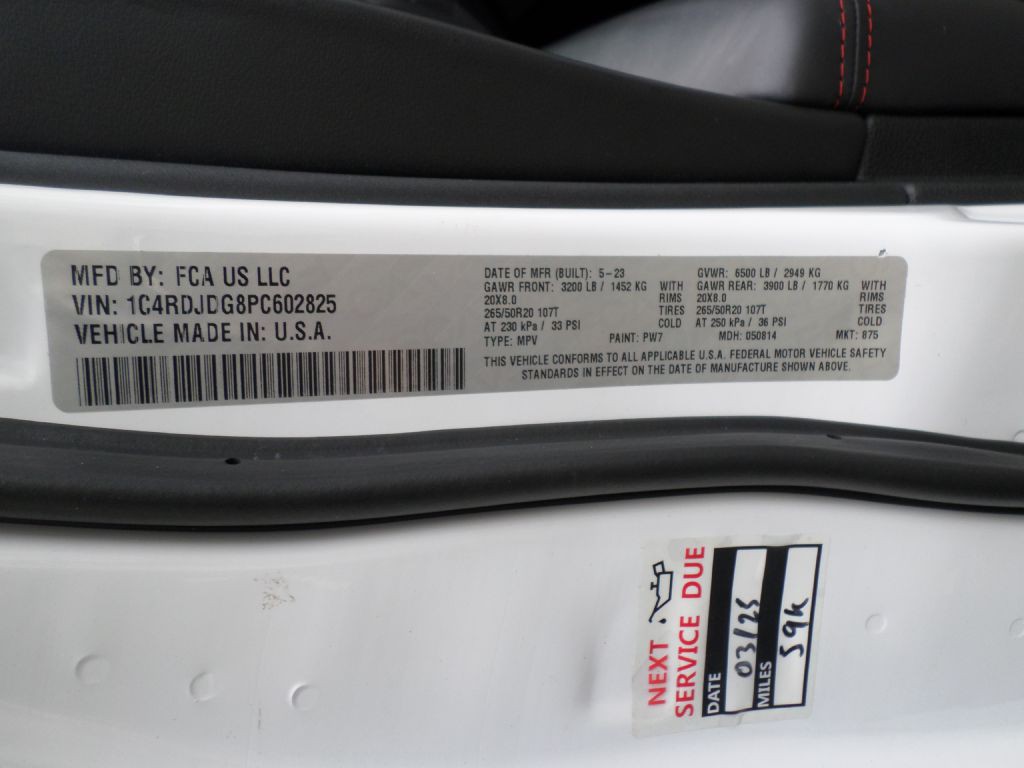 MFD BY: FCA US LLC
VIN: 1C4RDJDG8PC602825
VEHICLE MADE IN: U.S.A.
DATE OF MFR (BUILT): 5-23 GVWR: 6500 LB / 2949 KG
GAWR FRONT: 3200 LB / 1452 KG WITH GAWR REAR: 3900 LB / 1770 KG WITH
20X8.0 RIMS 20X8.0 RIMS
265/50R20 107T TIRES 265/50R20 107T TIRES
AT 230 kPa / 33 PSI COLD AT 250 kPa / 36 PSI COLD
TYPE: MPV PAINT: PW7 MDH: 050814 MKT: 875
THIS VEHICLE CONFORMS TO ALL APPLICABLE U.S.A. FEDERAL MOTOR VEHICLE SAFETY
STANDARDS IN EFFECT ON THE DATE OF MANUFACTURE SHOWN ABOVE.
NEXT
SERVICE DUE
DATE 03/25
MILES 59k